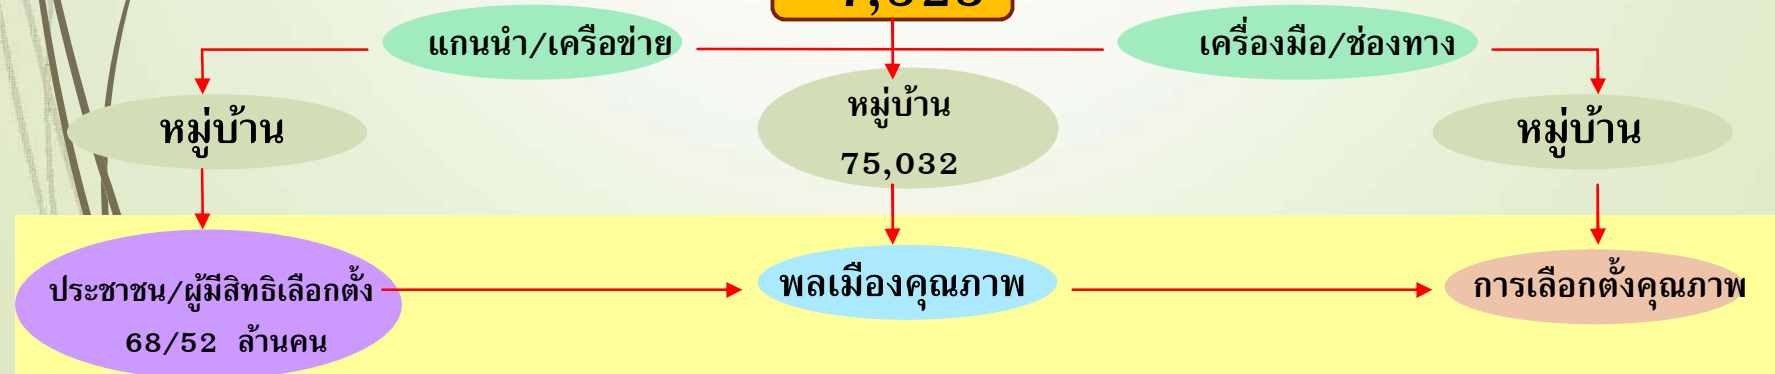 แกนนำ/เครือข่าย
เครื่องมือ/ช่องทาง
หมู่บ้าน
หมู่บ้าน
75,032
หมู่บ้าน
ประชาชน/ผู้มีสิทธิเลือกตั้ง
68/52 ล้านคน
พลเมืองคุณภาพ
การเลือกตั้งคุณภาพ